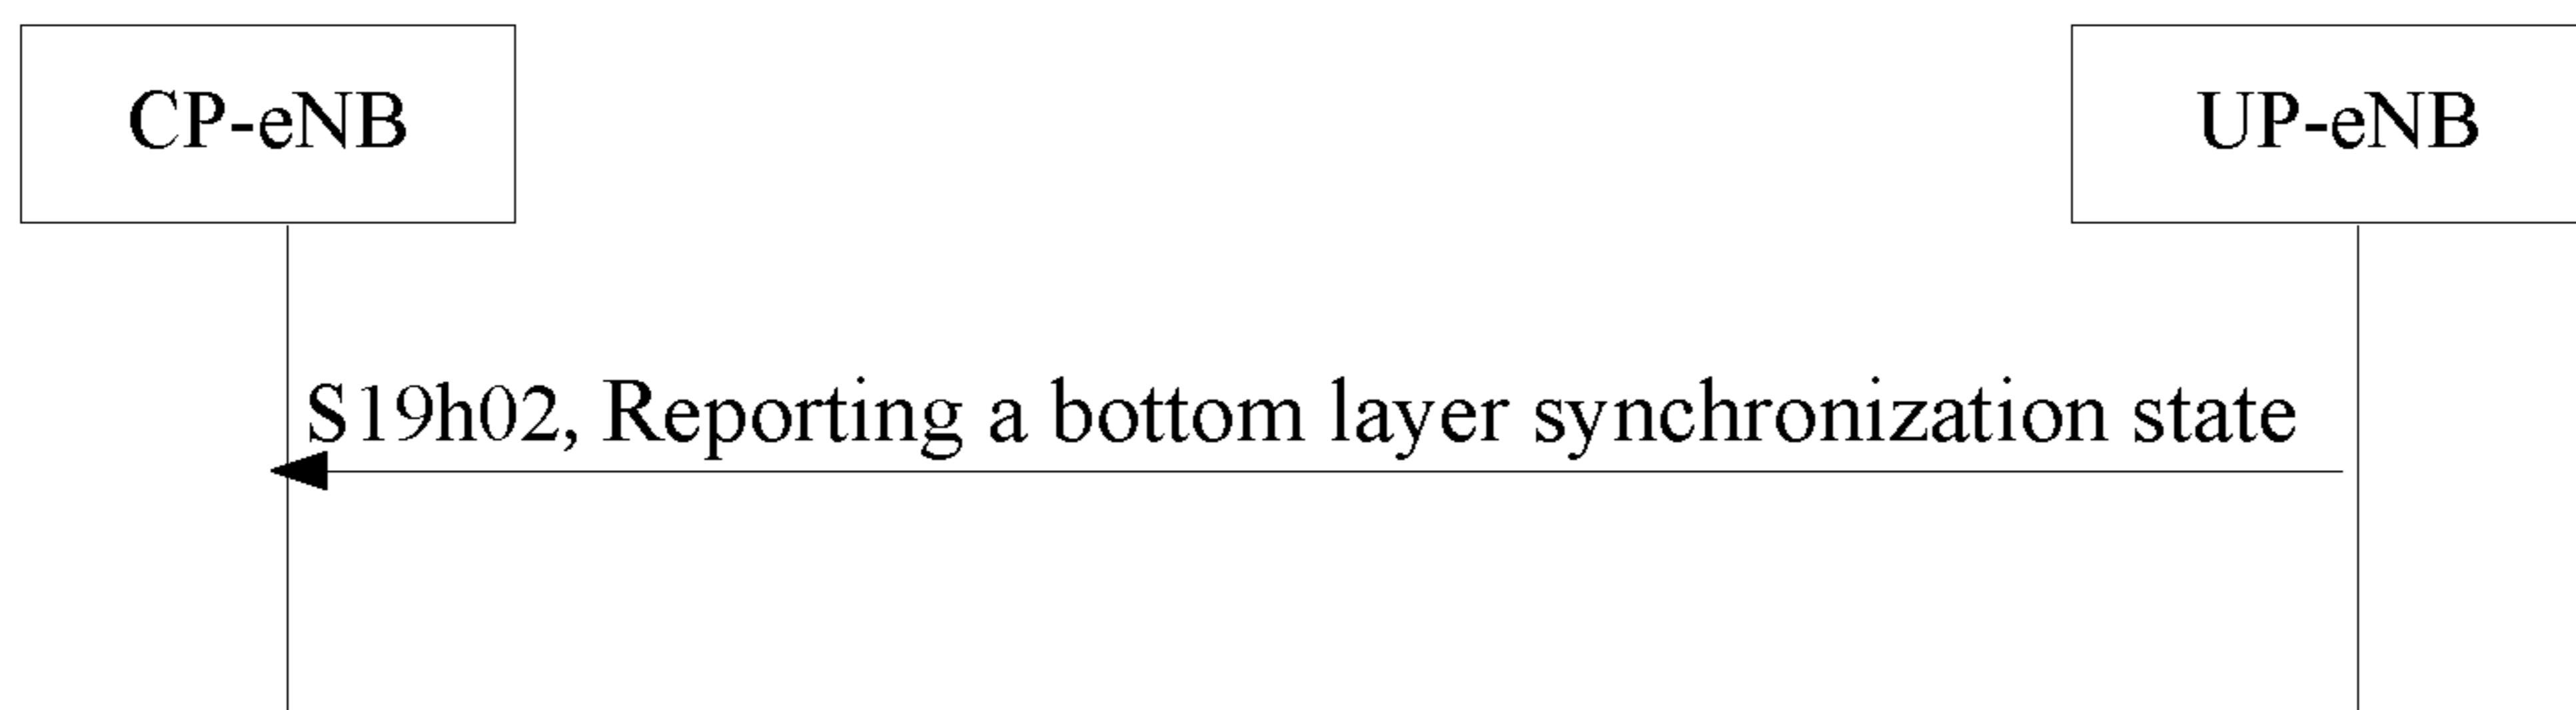 CP-eNB
UP-eNB
S19h02, Reporting a bottom layer synchronization state